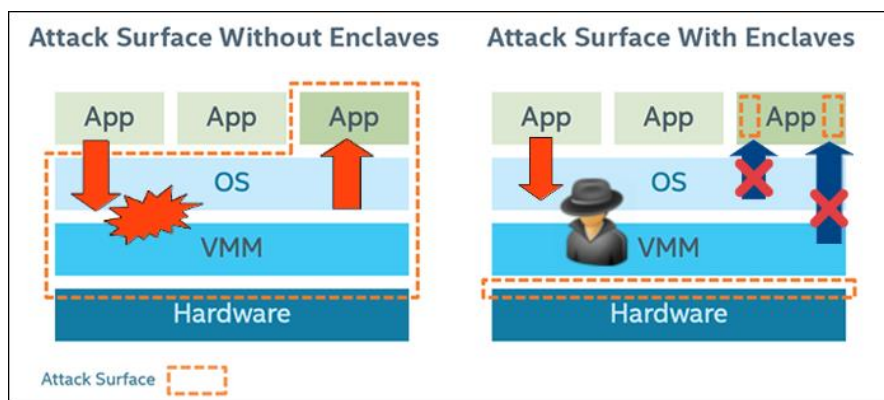 Attack Surface Without Enclaves
App
App
App
OS
VMM
Hardware
Attack Surface
Attack Surface With Enclaves
App
App
App
OS
VMM
Hardware